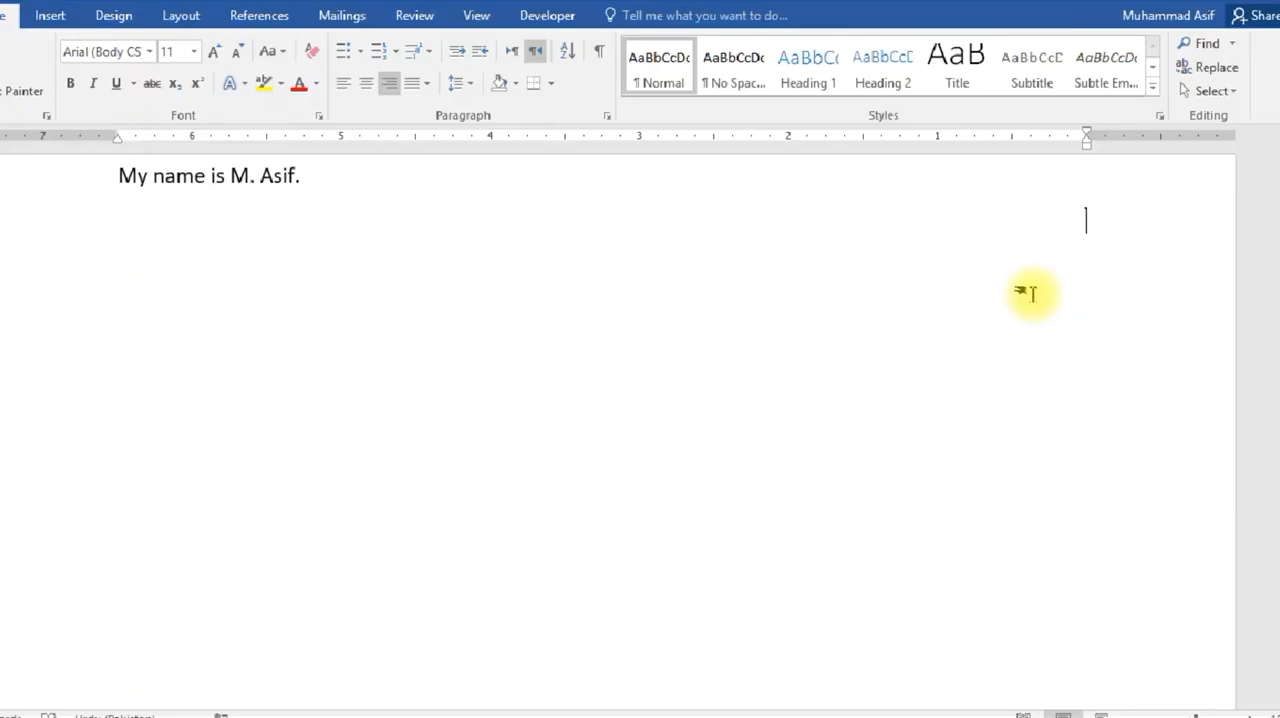 Insert Design Layout References Mailings Review View Developer Tell me what you want to do... Muhammad Asif Share
Arial (Body CS 11 Aa AaBbCcDc AaBbCcDc AaBbCc AaBbCcD AaB AaBbCcD AaBbCcDc Find
Painter abc ¶ Normal ¶ No Spac... Heading 1 Heading 2 Title Subtitle Subtle Em... Replace
Select
Font Paragraph Styles Editing
7 6 5 4 3 2 1
My name is M. Asif.